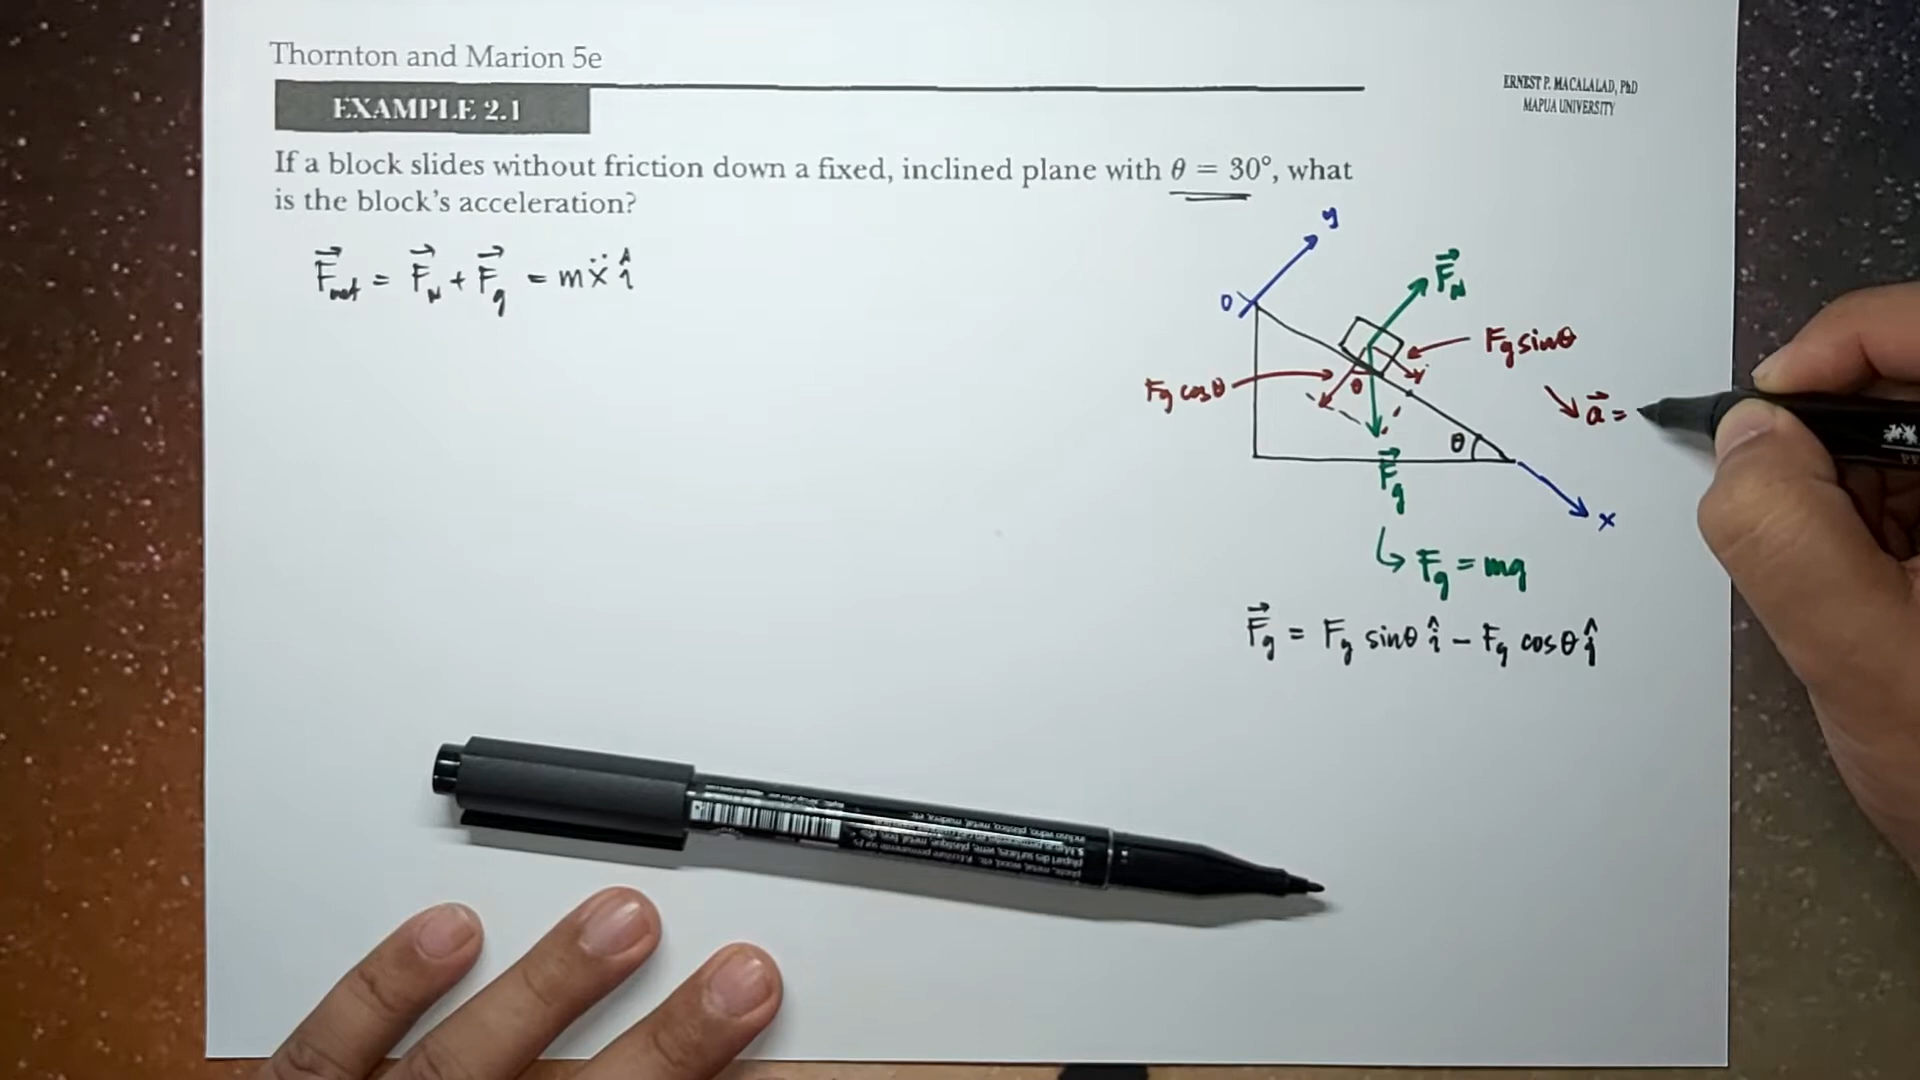 Thornton and Marion 5e
ERNEST P. MACALALAD, PhD
MAPUA UNIVERSITY
EXAMPLE 2.1
If a block slides without friction down a fixed, inclined plane with θ = 30°, what
is the block's acceleration?
F⃗net = F⃗N + F⃗g = mẍ î
y
O
F⃗N
Fg sinθ
Fg cosθ
θ
a⃗ =
θ
F⃗g
x
↳ Fg = mg
F⃗g = Fg sinθ î − Fg cosθ ĵ